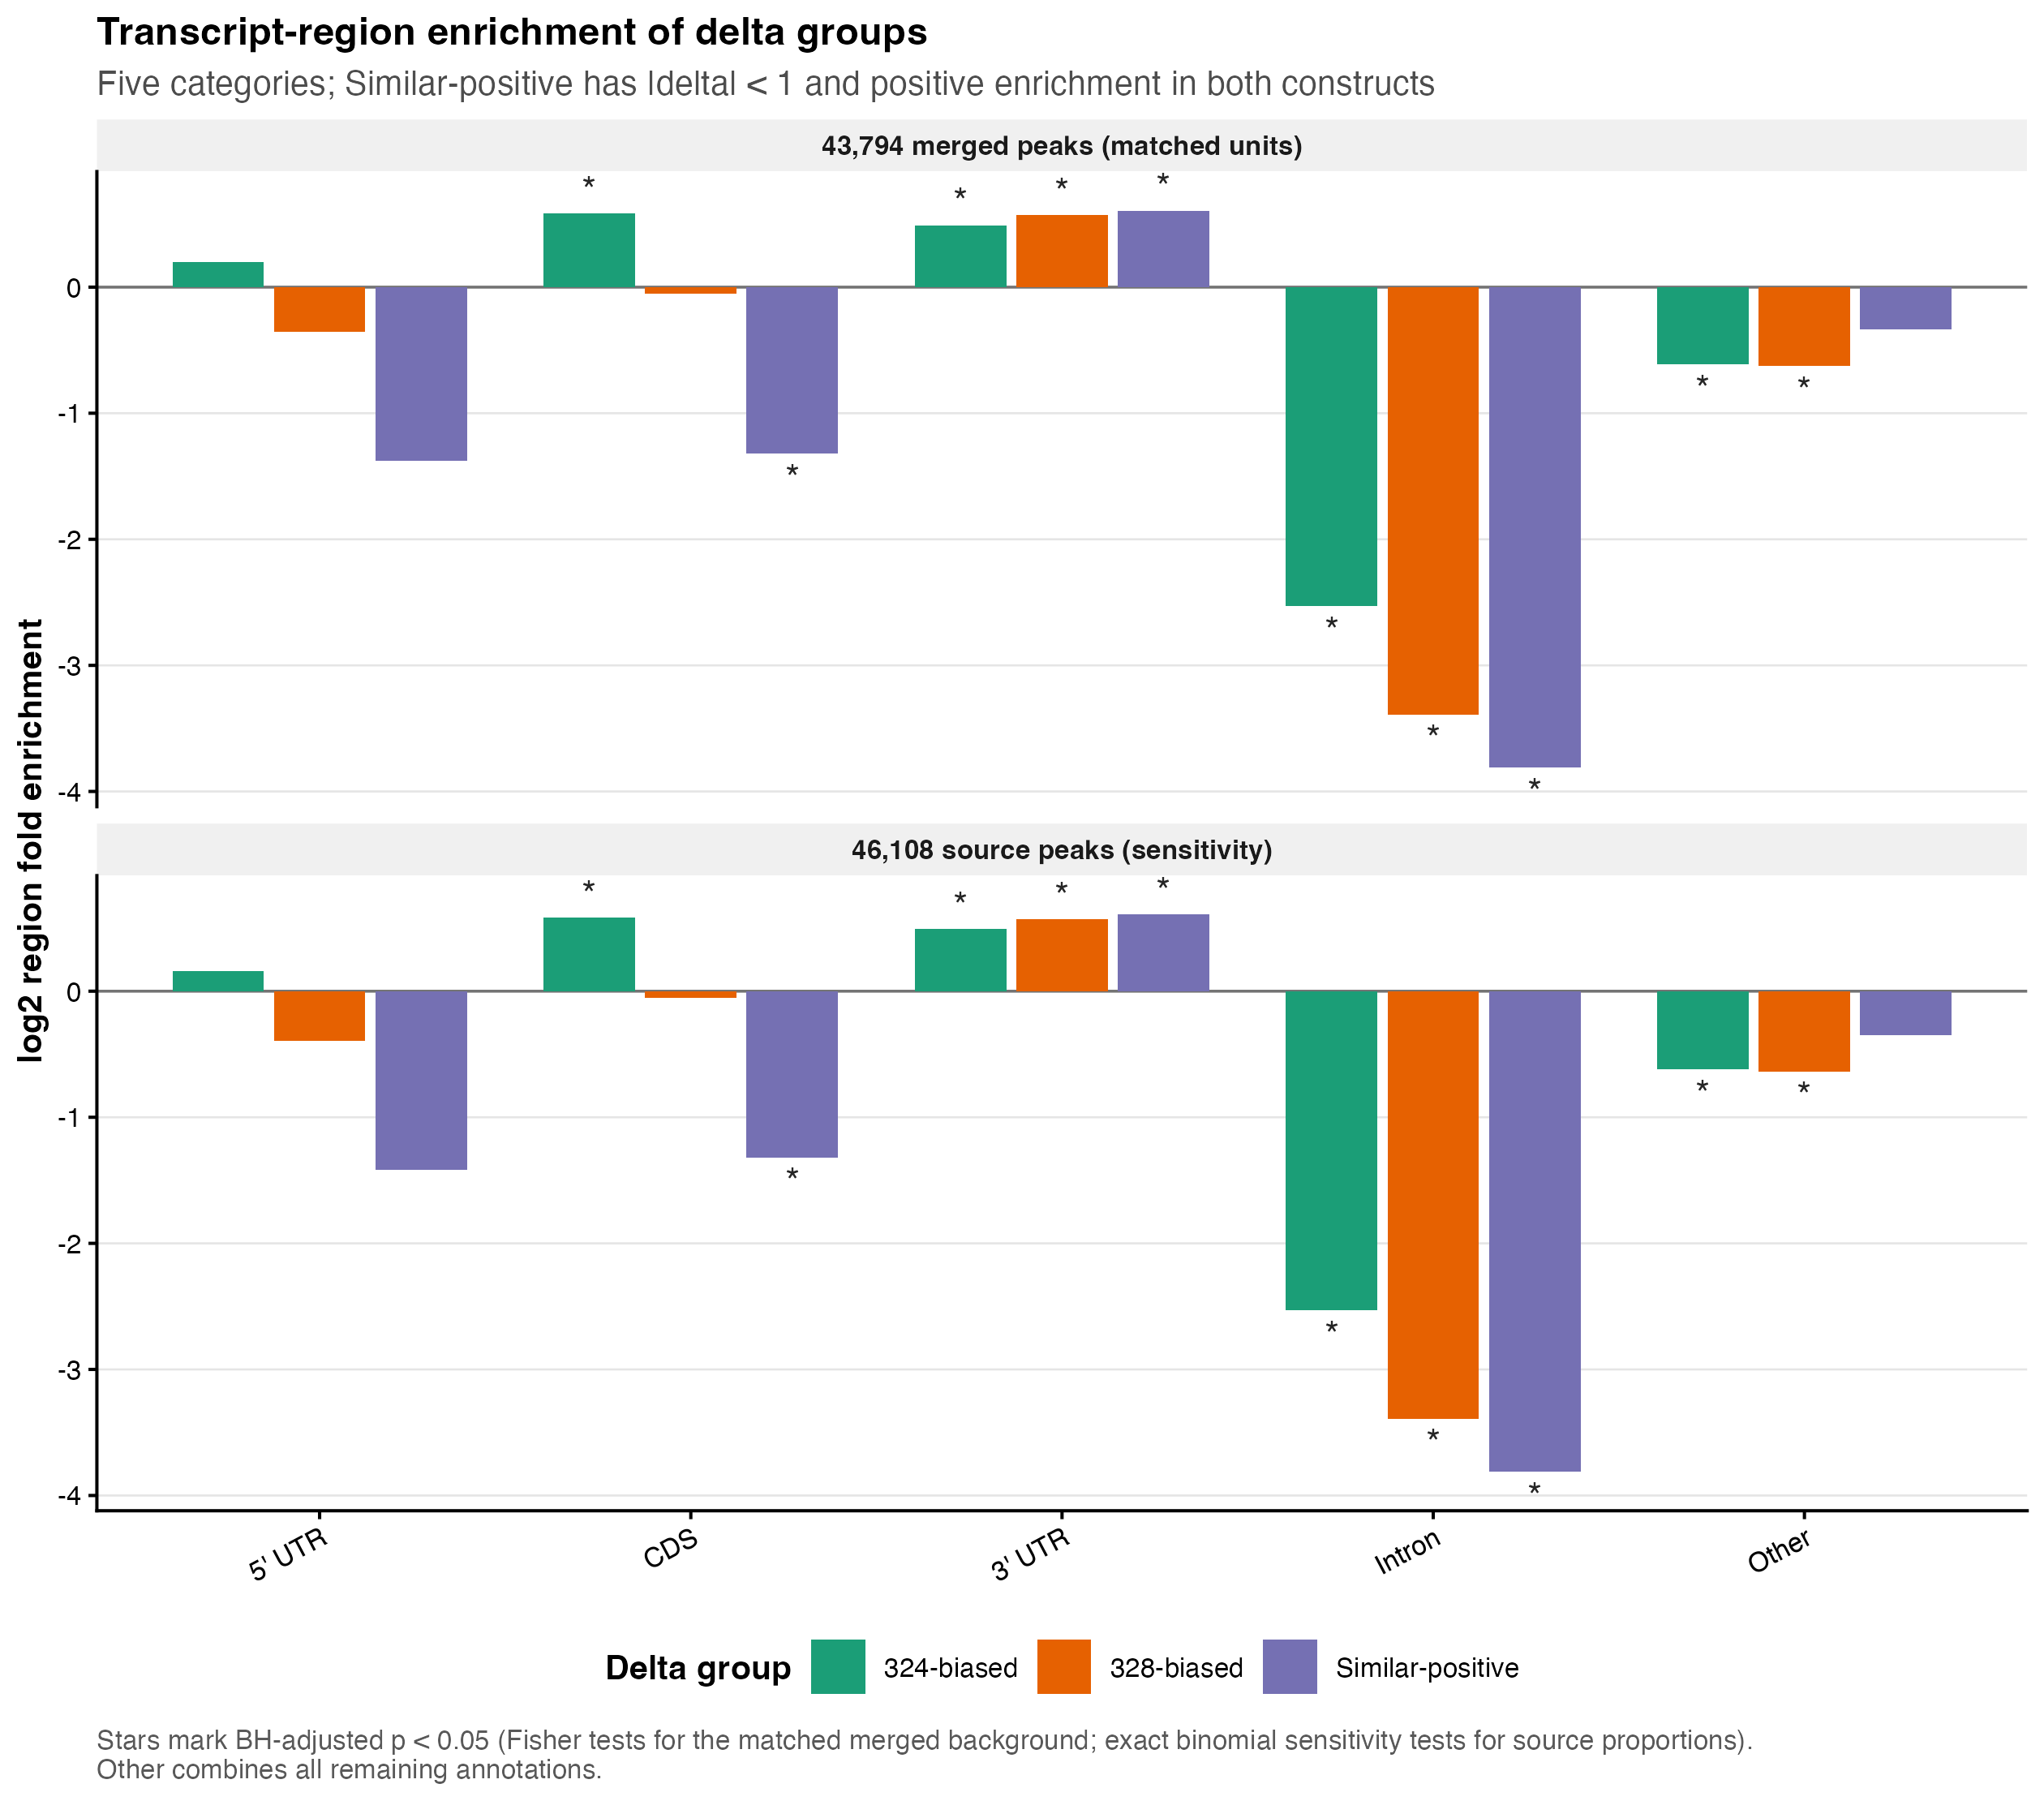 Transcript-region enrichment of delta groups
Five categories; Similar-positive has |delta| < 1 and positive enrichment in both constructs
43,794 merged peaks (matched units)
*
*
*
*
0
*
*
-1
*
-2
*
-3
*
*
-4
log2 region fold enrichment
46,108 source peaks (sensitivity)
*
*
*
*
0
*
*
-1
*
-2
*
-3
*
*
-4
5' UTR
CDS
3' UTR
Intron
Other
Delta group 324-biased 328-biased Similar-positive
Stars mark BH-adjusted p < 0.05 (Fisher tests for the matched merged background; exact binomial sensitivity tests for source proportions).
Other combines all remaining annotations.